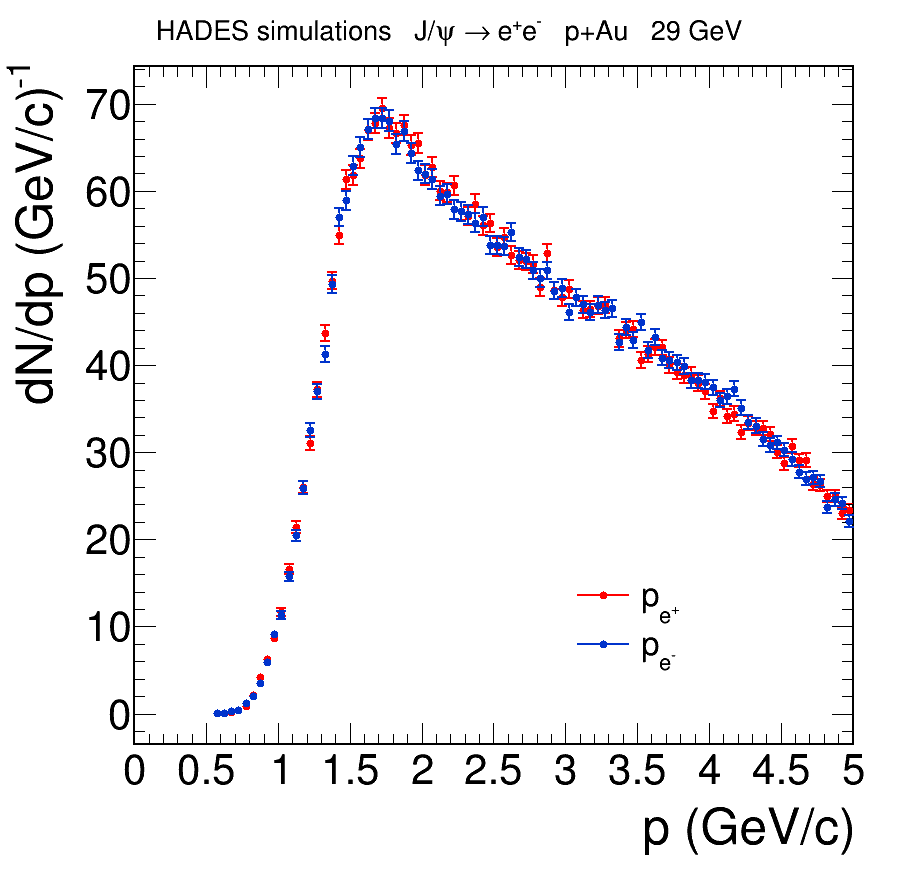 HADES simulations J/ψ → e⁺e⁻ p+Au 29 GeV
dN/dp (GeV/c)⁻¹
70
60
50
40
30
20
10
0
p_e⁺
p_e⁻
0 0.5 1 1.5 2 2.5 3 3.5 4 4.5 5
p (GeV/c)